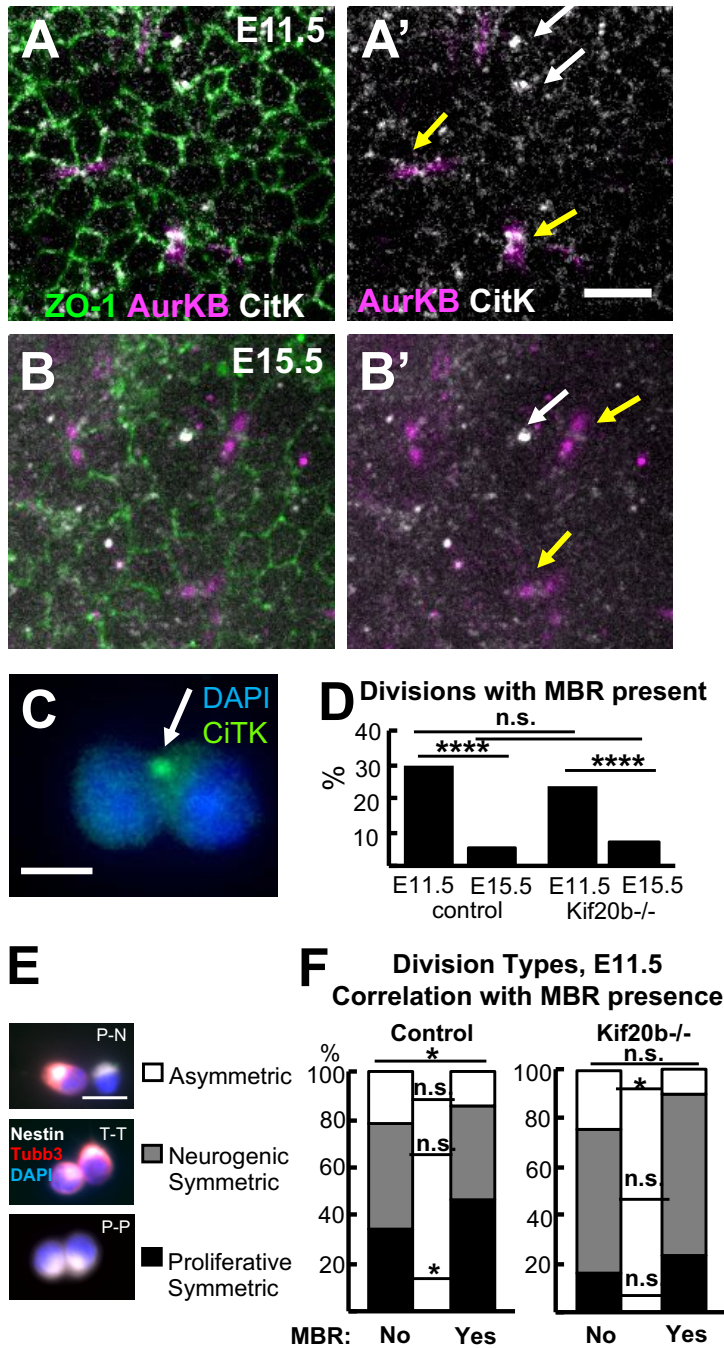 A E11.5 A'
ZO-1 AurKB CitK AurKB CitK
B E15.5 B'
C DAPI
CiTK
D Divisions with MBR present
n.s.
**** ****
%
40
30
20
10
E11.5 E15.5 E11.5 E15.5
control Kif20b-/-
E
P-N
Asymmetric
Nestin T-T
Tubb3
DAPI
Neurogenic
Symmetric
P-P
Proliferative
Symmetric
F Division Types, E11.5
Correlation with MBR presence
Control Kif20b-/-
% * n.s.
100 n.s. 100 *
80 80
n.s.
60 60
n.s.
40 40
20 * 20 n.s.
MBR: No Yes No Yes